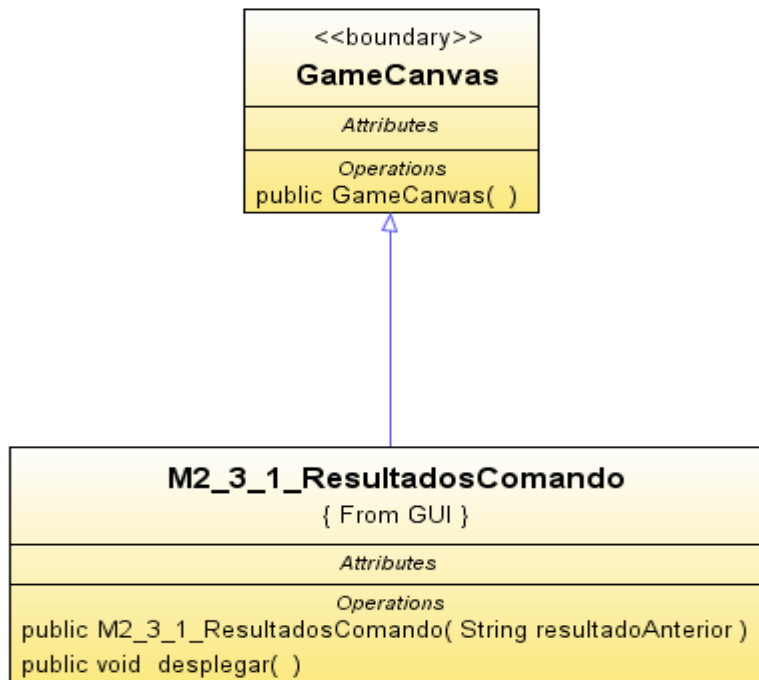 <<boundary>>
GameCanvas
Attributes
Operations
public GameCanvas( )
M2_3_1_ResultadosComando
{ From GUI }
Attributes
Operations
public M2_3_1_ResultadosComando( String resultadoAnterior )
public void desplegar( )